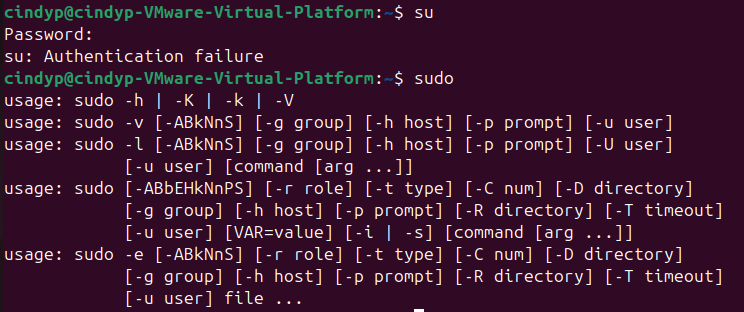 cindyp@cindyp-VMware-Virtual-Platform:~$ su
Password:
su: Authentication failure
cindyp@cindyp-VMware-Virtual-Platform:~$ sudo
usage: sudo -h | -K | -k | -V
usage: sudo -v [-ABkNnS] [-g group] [-h host] [-p prompt] [-u user]
usage: sudo -l [-ABkNnS] [-g group] [-h host] [-p prompt] [-U user]
            [-u user] [command [arg ...]]
usage: sudo [-ABbEHkNnPS] [-r role] [-t type] [-C num] [-D directory]
            [-g group] [-h host] [-p prompt] [-R directory] [-T timeout]
            [-u user] [VAR=value] [-i | -s] [command [arg ...]]
usage: sudo -e [-ABkNnS] [-r role] [-t type] [-C num] [-D directory]
            [-g group] [-h host] [-p prompt] [-R directory] [-T timeout]
            [-u user] file ...